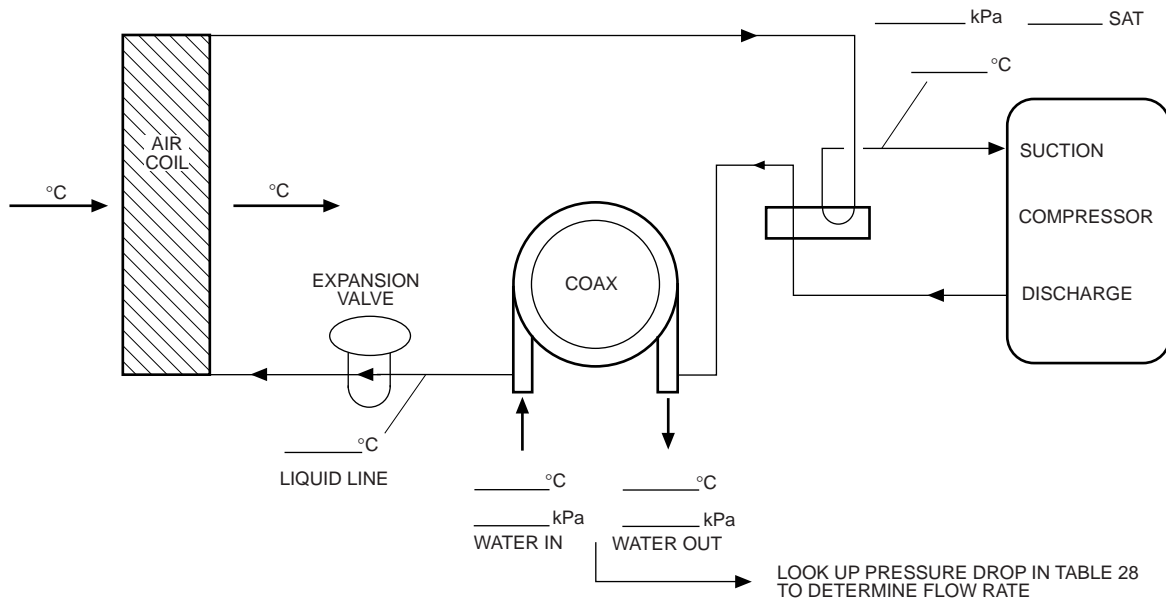 _______ kPa _______ SAT
_______ °C
AIR
COIL
SUCTION
°C
°C
COMPRESSOR
EXPANSION
VALVE
COAX
DISCHARGE
_______ °C
LIQUID LINE
_______ °C _______ °C
_______ kPa _______ kPa
WATER IN WATER OUT
LOOK UP PRESSURE DROP IN TABLE 28
TO DETERMINE FLOW RATE